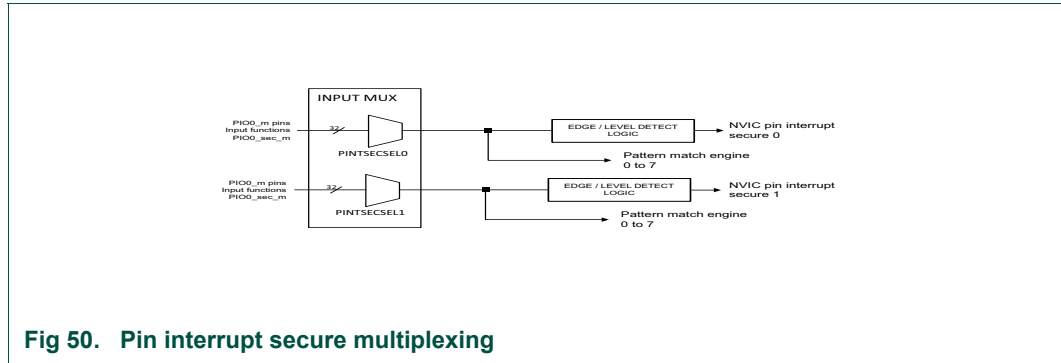 INPUT MUX
PIO0_m pins
Input functions
PIO0_sec_m
32
PINTSECSEL0
EDGE / LEVEL DETECT
LOGIC
NVIC pin interrupt
secure 0
Pattern match engine
0 to 7
PIO0_m pins
Input functions
PIO0_sec_m
32
PINTSECSEL1
EDGE / LEVEL DETECT
LOGIC
NVIC pin interrupt
secure 1
Pattern match engine
0 to 7
Fig 50. Pin interrupt secure multiplexing